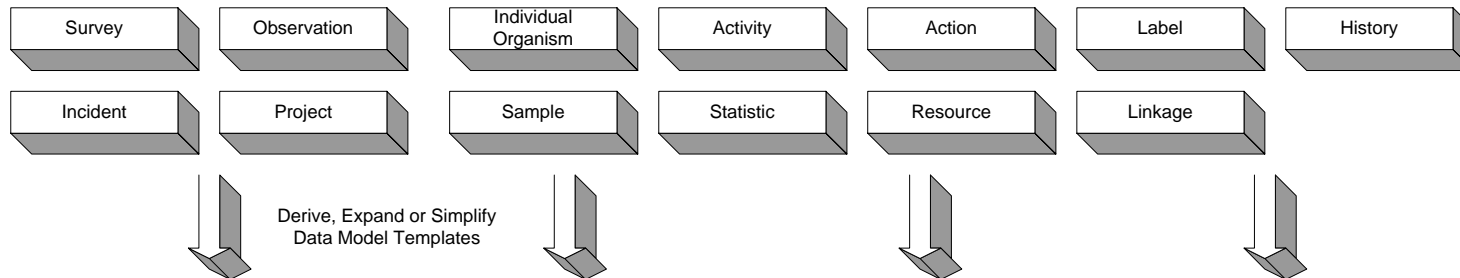 Survey
Observation
Individual
Organism
Activity
Action
Label
History
Incident
Project
Sample
Statistic
Resource
Linkage
Derive, Expand or Simplify
Data Model Templates